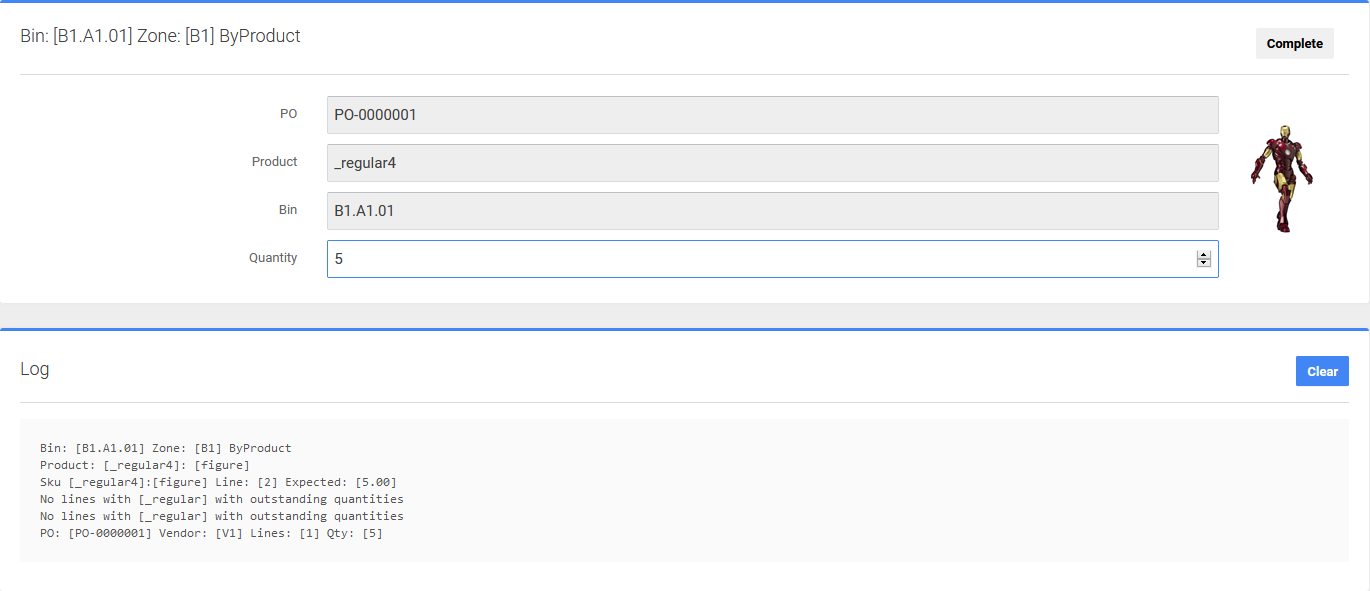 Bin: [B1.A1.01] Zone: [B1] ByProduct
Complete
PO
PO-0000001
Product
_regular4
Bin
B1.A1.01
Quantity
5
Log
Clear
Bin: [B1.A1.01] Zone: [B1] ByProduct
Product: [_regular4]: [figure]
Sku [_regular4]:[figure] Line: [2] Expected: [5.00]
No lines with [_regular] with outstanding quantities
No lines with [_regular] with outstanding quantities
PO: [PO-0000001] Vendor: [V1] Lines: [1] Qty: [5]